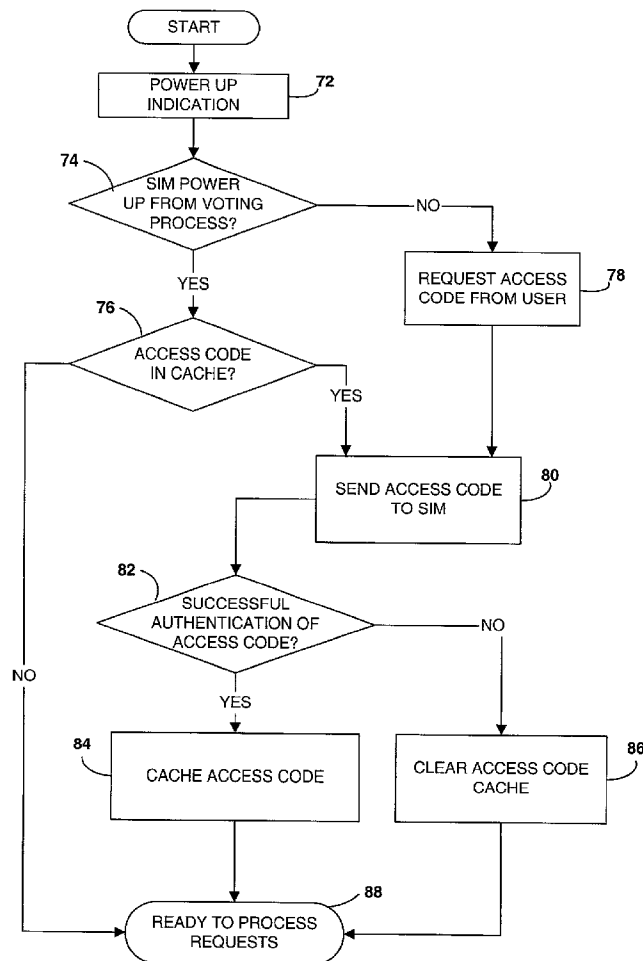 START
POWER UP
INDICATION
72
74
SIM POWER
UP FROM VOTING
PROCESS?
NO
YES
REQUEST ACCESS
CODE FROM USER
78
76
ACCESS CODE
IN CACHE?
YES
SEND ACCESS CODE
TO SIM
80
82
SUCCESSFUL
AUTHENTICATION OF
ACCESS CODE?
NO
NO
YES
84
CACHE ACCESS CODE
CLEAR ACCESS CODE
CACHE
86
88
READY TO PROCESS
REQUESTS